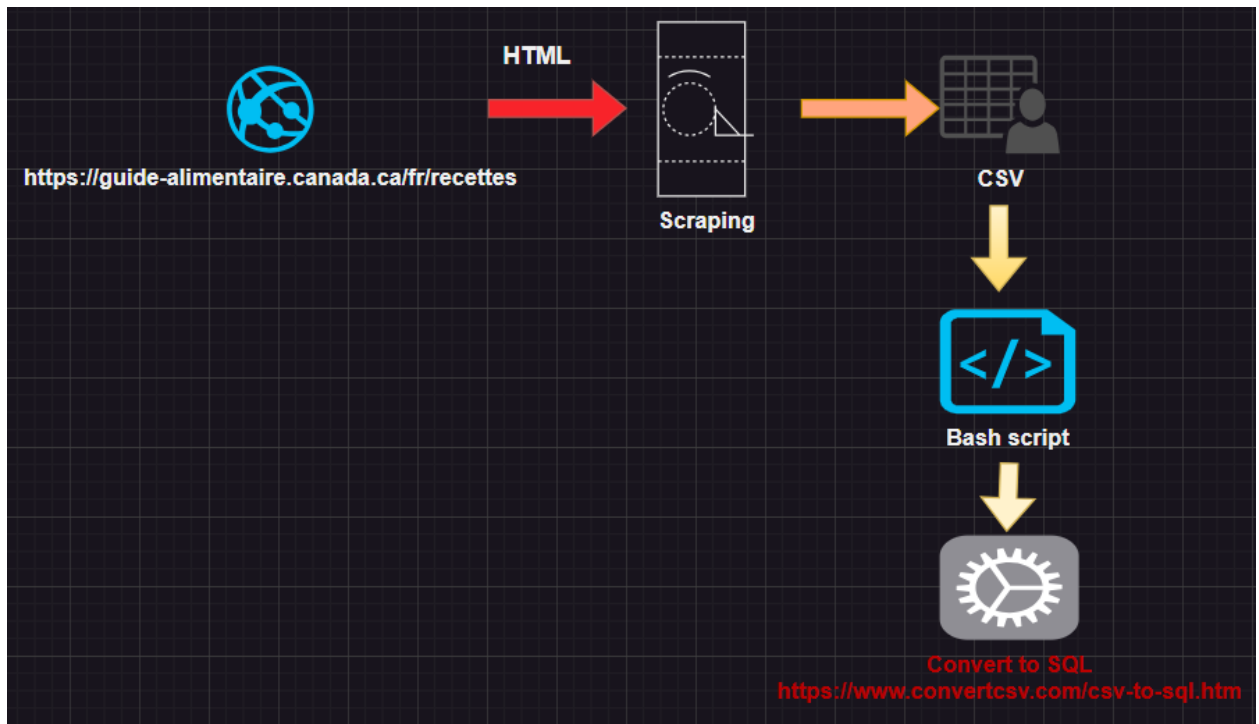 HTML
https://guide-alimentaire.canada.ca/fr/recettes
Scraping
CSV
</>
Bash script
Convert to SQL
https://www.convertcsv.com/csv-to-sql.htm